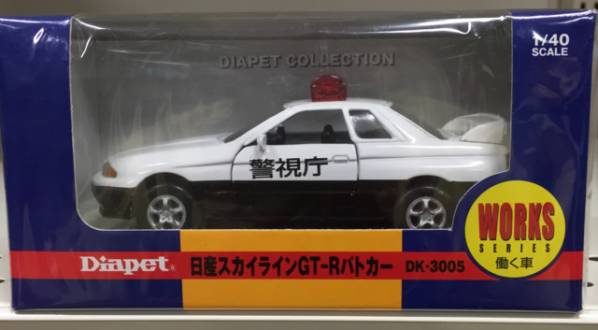 DIAPET COLLECTION
1/40
SCALE
警視庁
WORKS
SERIES
働く車
Diapet® 日産スカイラインGT-Rパトカー DK-3005